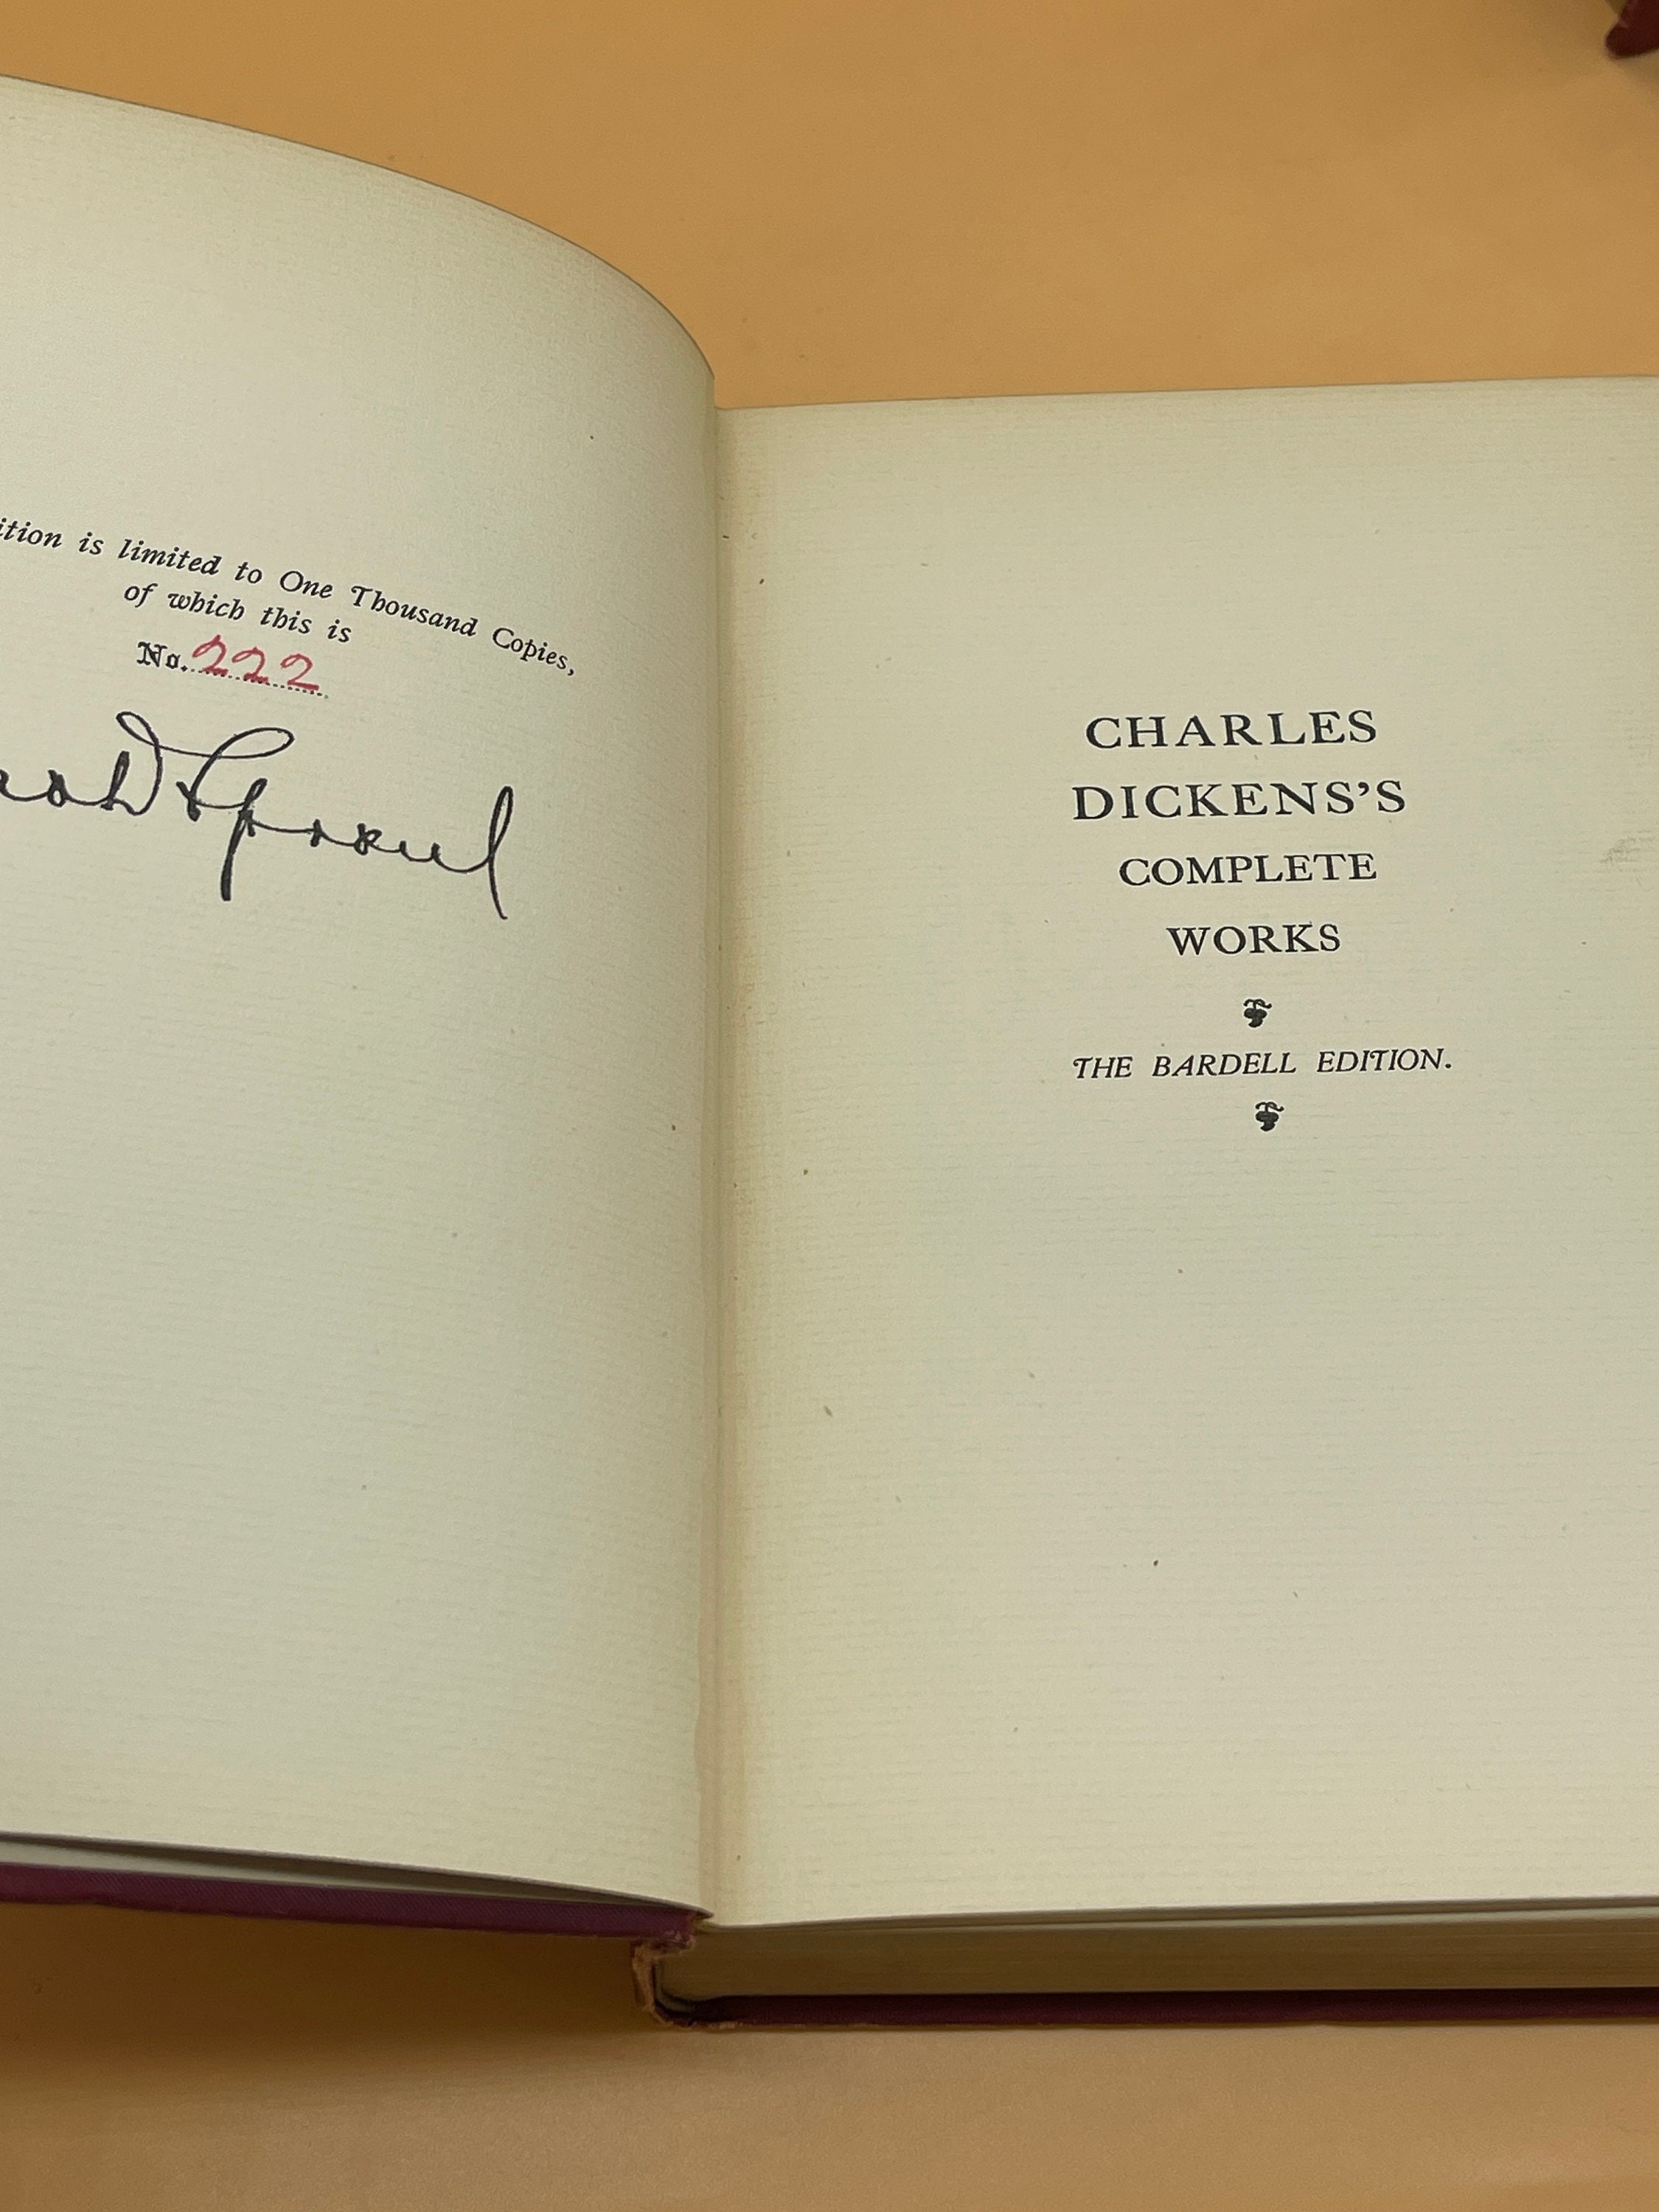 ition is limited to One Thousand Copies,
of which this is
No. 222
D Sproul
CHARLES
DICKENS'S
COMPLETE
WORKS
THE BARDELL EDITION.